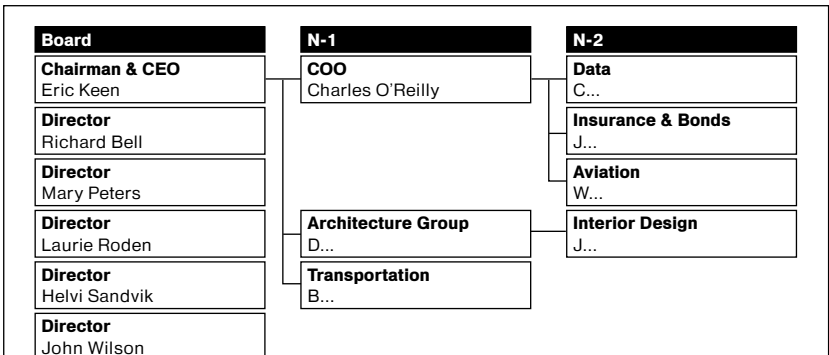 Board
Chairman & CEO
Eric Keen
Director
Richard Bell
Director
Mary Peters
Director
Laurie Roden
Director
Helvi Sandvik
Director
John Wilson
N-1
COO
Charles O'Reilly
Architecture Group
D...
Transportation
B...
N-2
Data
C...
Insurance & Bonds
J...
Aviation
W...
Interior Design
J...